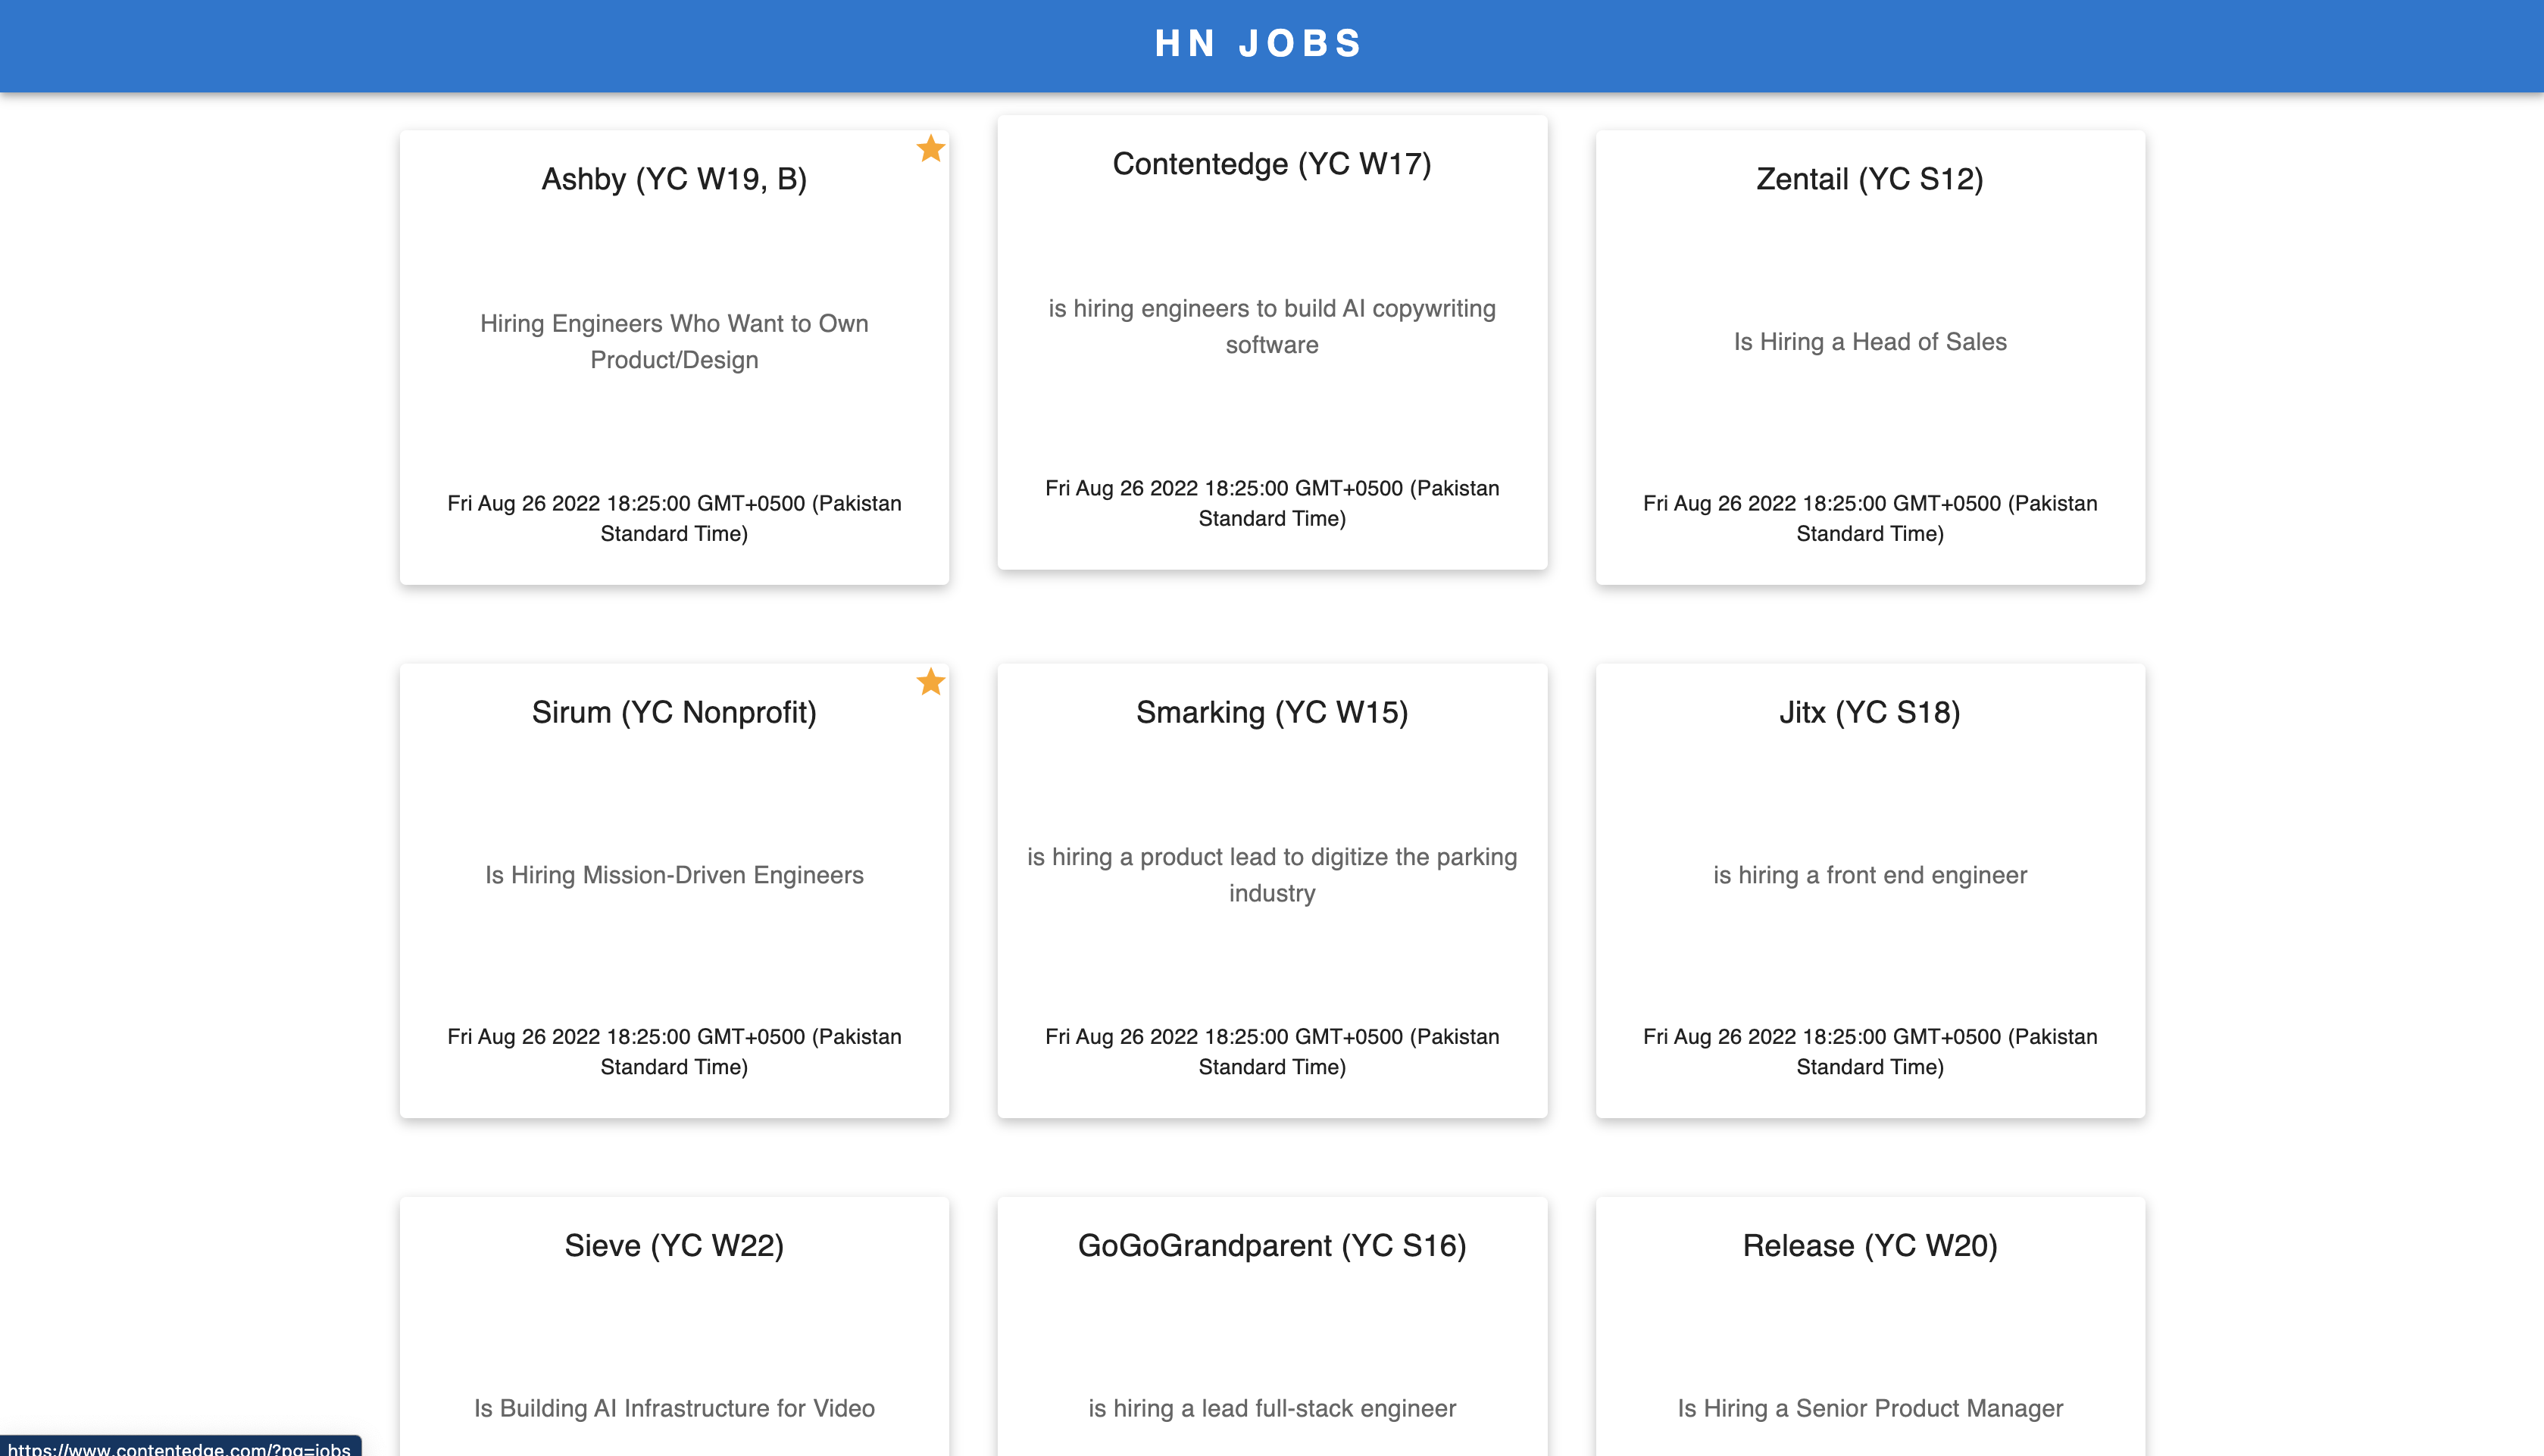 HN JOBS
Ashby (YC W19, B)
Hiring Engineers Who Want to Own
Product/Design
Fri Aug 26 2022 18:25:00 GMT+0500 (Pakistan
Standard Time)
Contentedge (YC W17)
is hiring engineers to build AI copywriting
software
Fri Aug 26 2022 18:25:00 GMT+0500 (Pakistan
Standard Time)
Zentail (YC S12)
Is Hiring a Head of Sales
Fri Aug 26 2022 18:25:00 GMT+0500 (Pakistan
Standard Time)
Sirum (YC Nonprofit)
Is Hiring Mission-Driven Engineers
Fri Aug 26 2022 18:25:00 GMT+0500 (Pakistan
Standard Time)
Smarking (YC W15)
is hiring a product lead to digitize the parking
industry
Fri Aug 26 2022 18:25:00 GMT+0500 (Pakistan
Standard Time)
Jitx (YC S18)
is hiring a front end engineer
Fri Aug 26 2022 18:25:00 GMT+0500 (Pakistan
Standard Time)
Sieve (YC W22)
Is Building AI Infrastructure for Video
GoGoGrandparent (YC S16)
is hiring a lead full-stack engineer
Release (YC W20)
Is Hiring a Senior Product Manager
https://www.contentedge.com/?pg=jobs